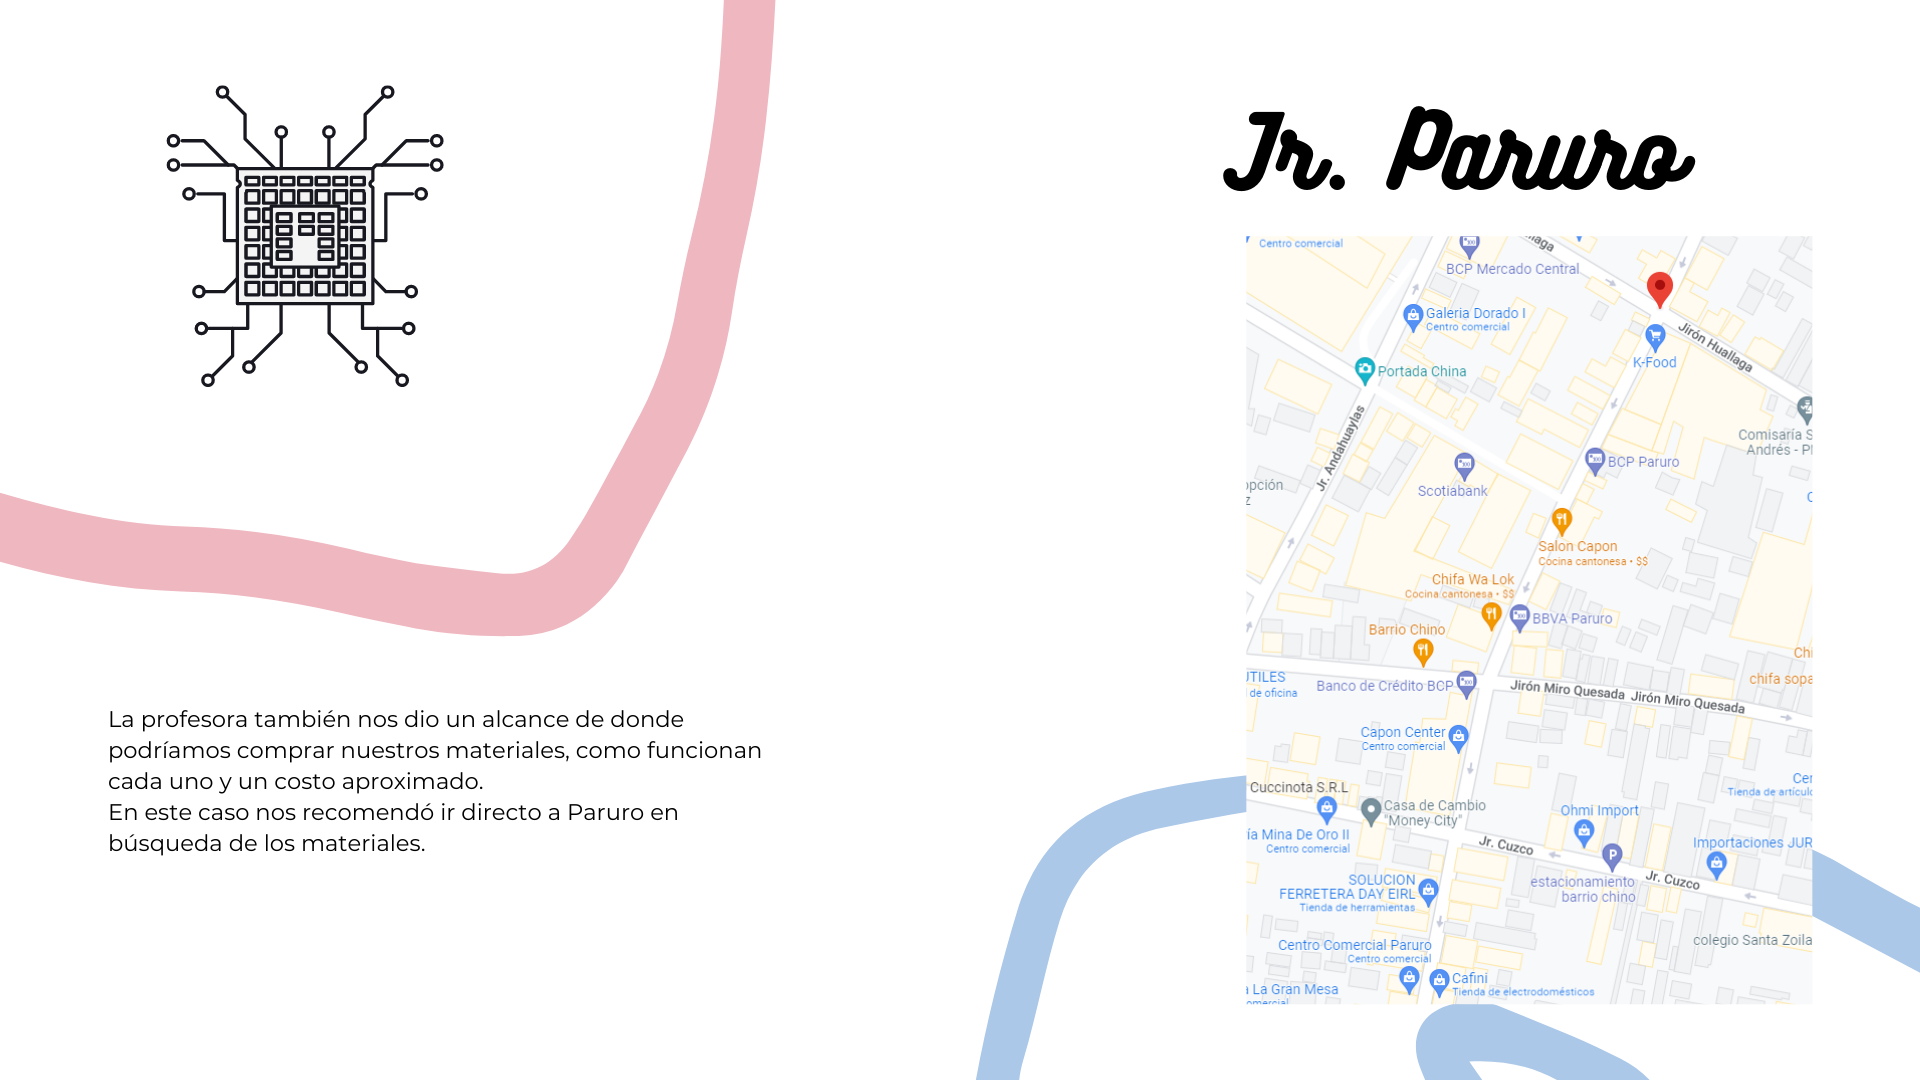 Jr. Paruro
La profesora también nos dio un alcance de donde
podríamos comprar nuestros materiales, como funcionan
cada uno y un costo aproximado.
En este caso nos recomendó ir directo a Paruro en
búsqueda de los materiales.
Centro comercial
BCP Mercado Central
Galeria Dorado I
Centro comercial
Jirón Huallaga
K-Food
Portada China
Jr. Andahuaylas
Comisaría S
Andrés - P
BCP Paruro
Scotiabank
opción
z
Salon Capon
Cocina cantonesa • $$
Chifa Wa Lok
Cocina cantonesa • $$
BBVA Paruro
Barrio Chino
Chi
chifa sopa
ÚTILES
de oficina
Banco de Crédito BCP
Jirón Miro Quesada Jirón Miro Quesada
Capon Center
Centro comercial
Cer
Tienda de artículo
Cuccinota S.R.L
Casa de Cambio
"Money City"
Ohmi Import
ía Mina De Oro II
Centro comercial
Jr. Cuzco
Importaciones JUR
SOLUCION
FERRETERA DAY EIRL
Tienda de herramientas
P
estacionamiento
barrio chino
Jr. Cuzco
Centro Comercial Paruro
Centro comercial
colegio Santa Zoila
Cafini
Tienda de electrodomésticos
a La Gran Mesa
omercial